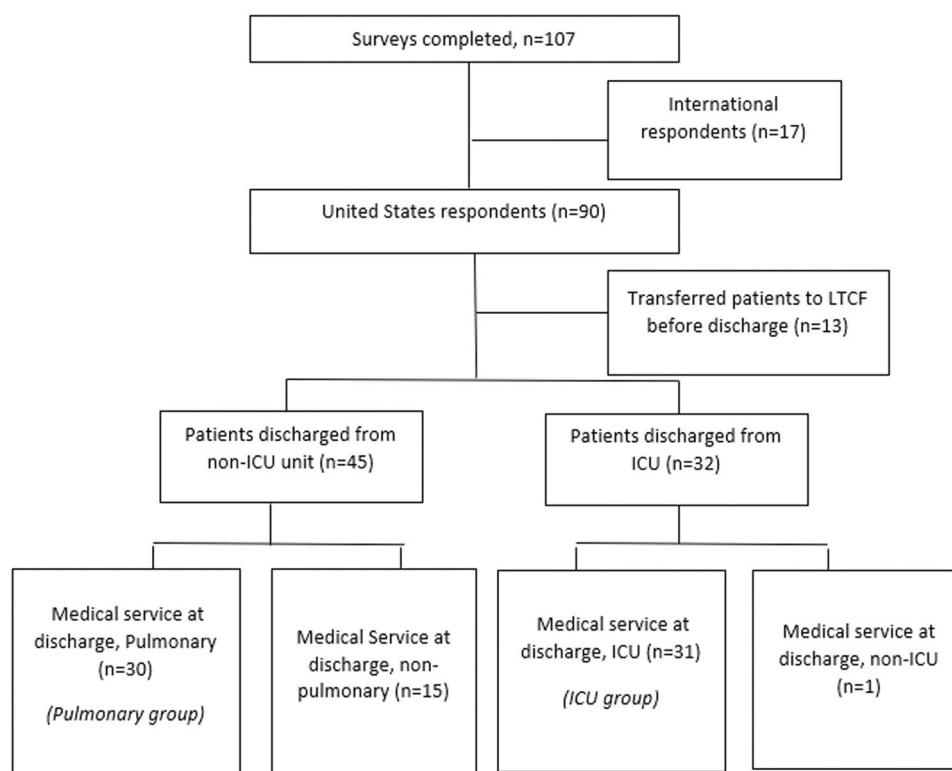 Surveys completed, n=107
International
respondents (n=17)
United States respondents (n=90)
Transferred patients to LTCF
before discharge (n=13)
Patients discharged from
non-ICU unit (n=45)
Patients discharged from
ICU (n=32)
Medical service at
discharge, Pulmonary
(n=30)
(Pulmonary group)
Medical Service at
discharge, non-
pulmonary (n=15)
Medical service at
discharge, ICU (n=31)
(ICU group)
Medical service at
discharge, non-ICU
(n=1)